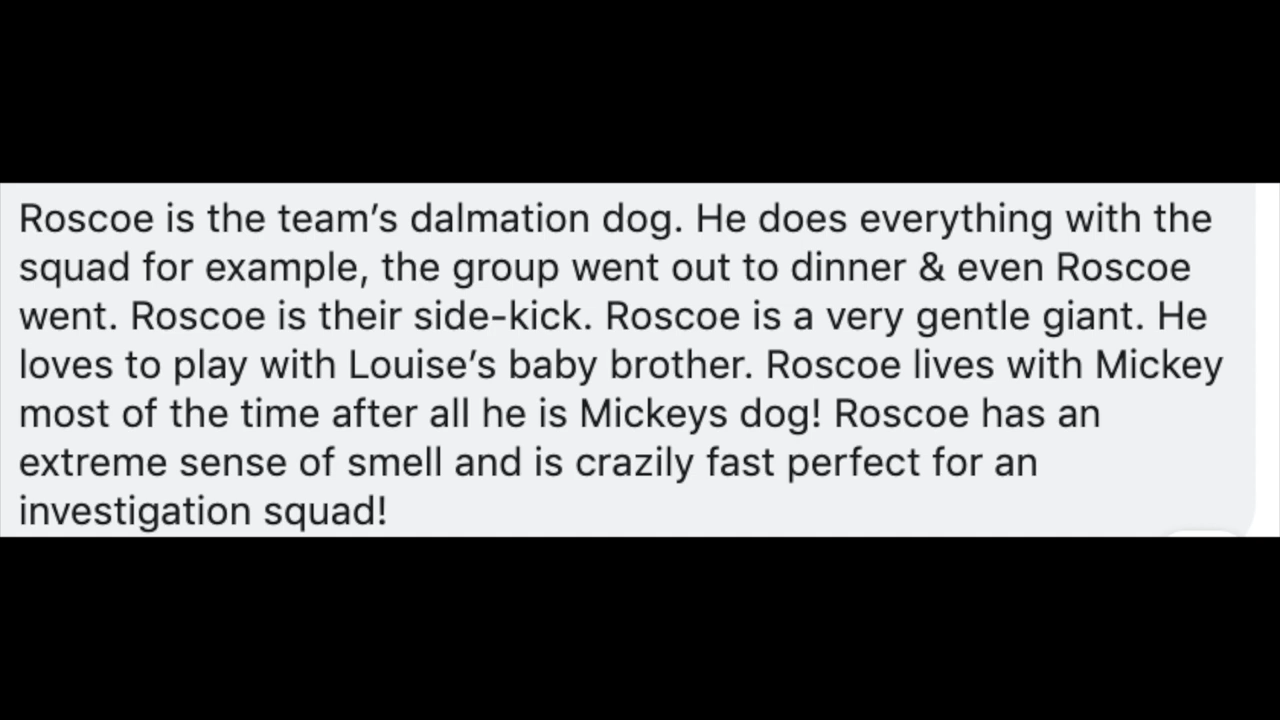 Roscoe is the team’s dalmation dog. He does everything with the
squad for example, the group went out to dinner & even Roscoe
went. Roscoe is their side-kick. Roscoe is a very gentle giant. He
loves to play with Louise’s baby brother. Roscoe lives with Mickey
most of the time after all he is Mickeys dog! Roscoe has an
extreme sense of smell and is crazily fast perfect for an
investigation squad!